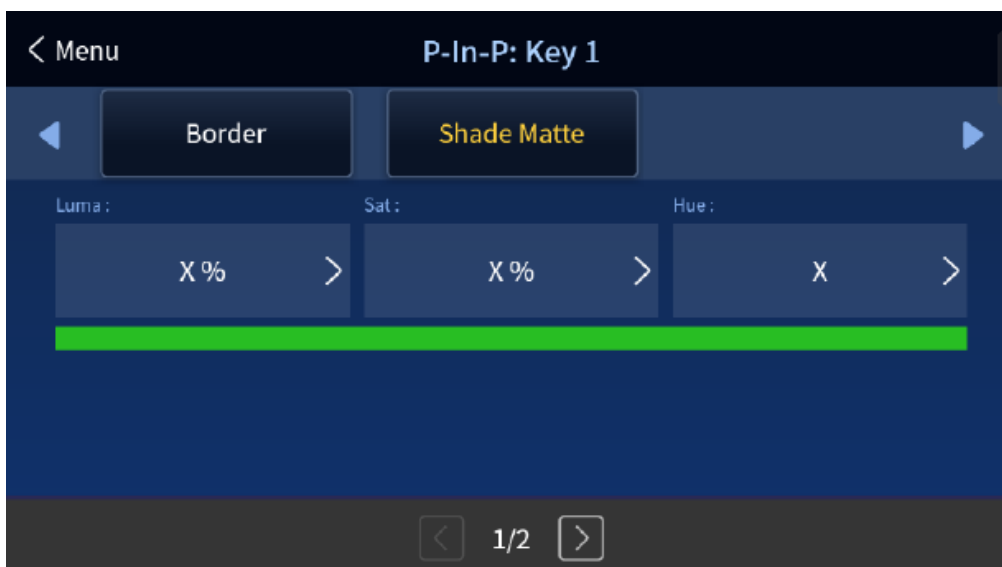 Menu
P-In-P: Key 1
Border
Shade Matte
Luma:
Sat:
Hue:
X %
X %
X
1/2